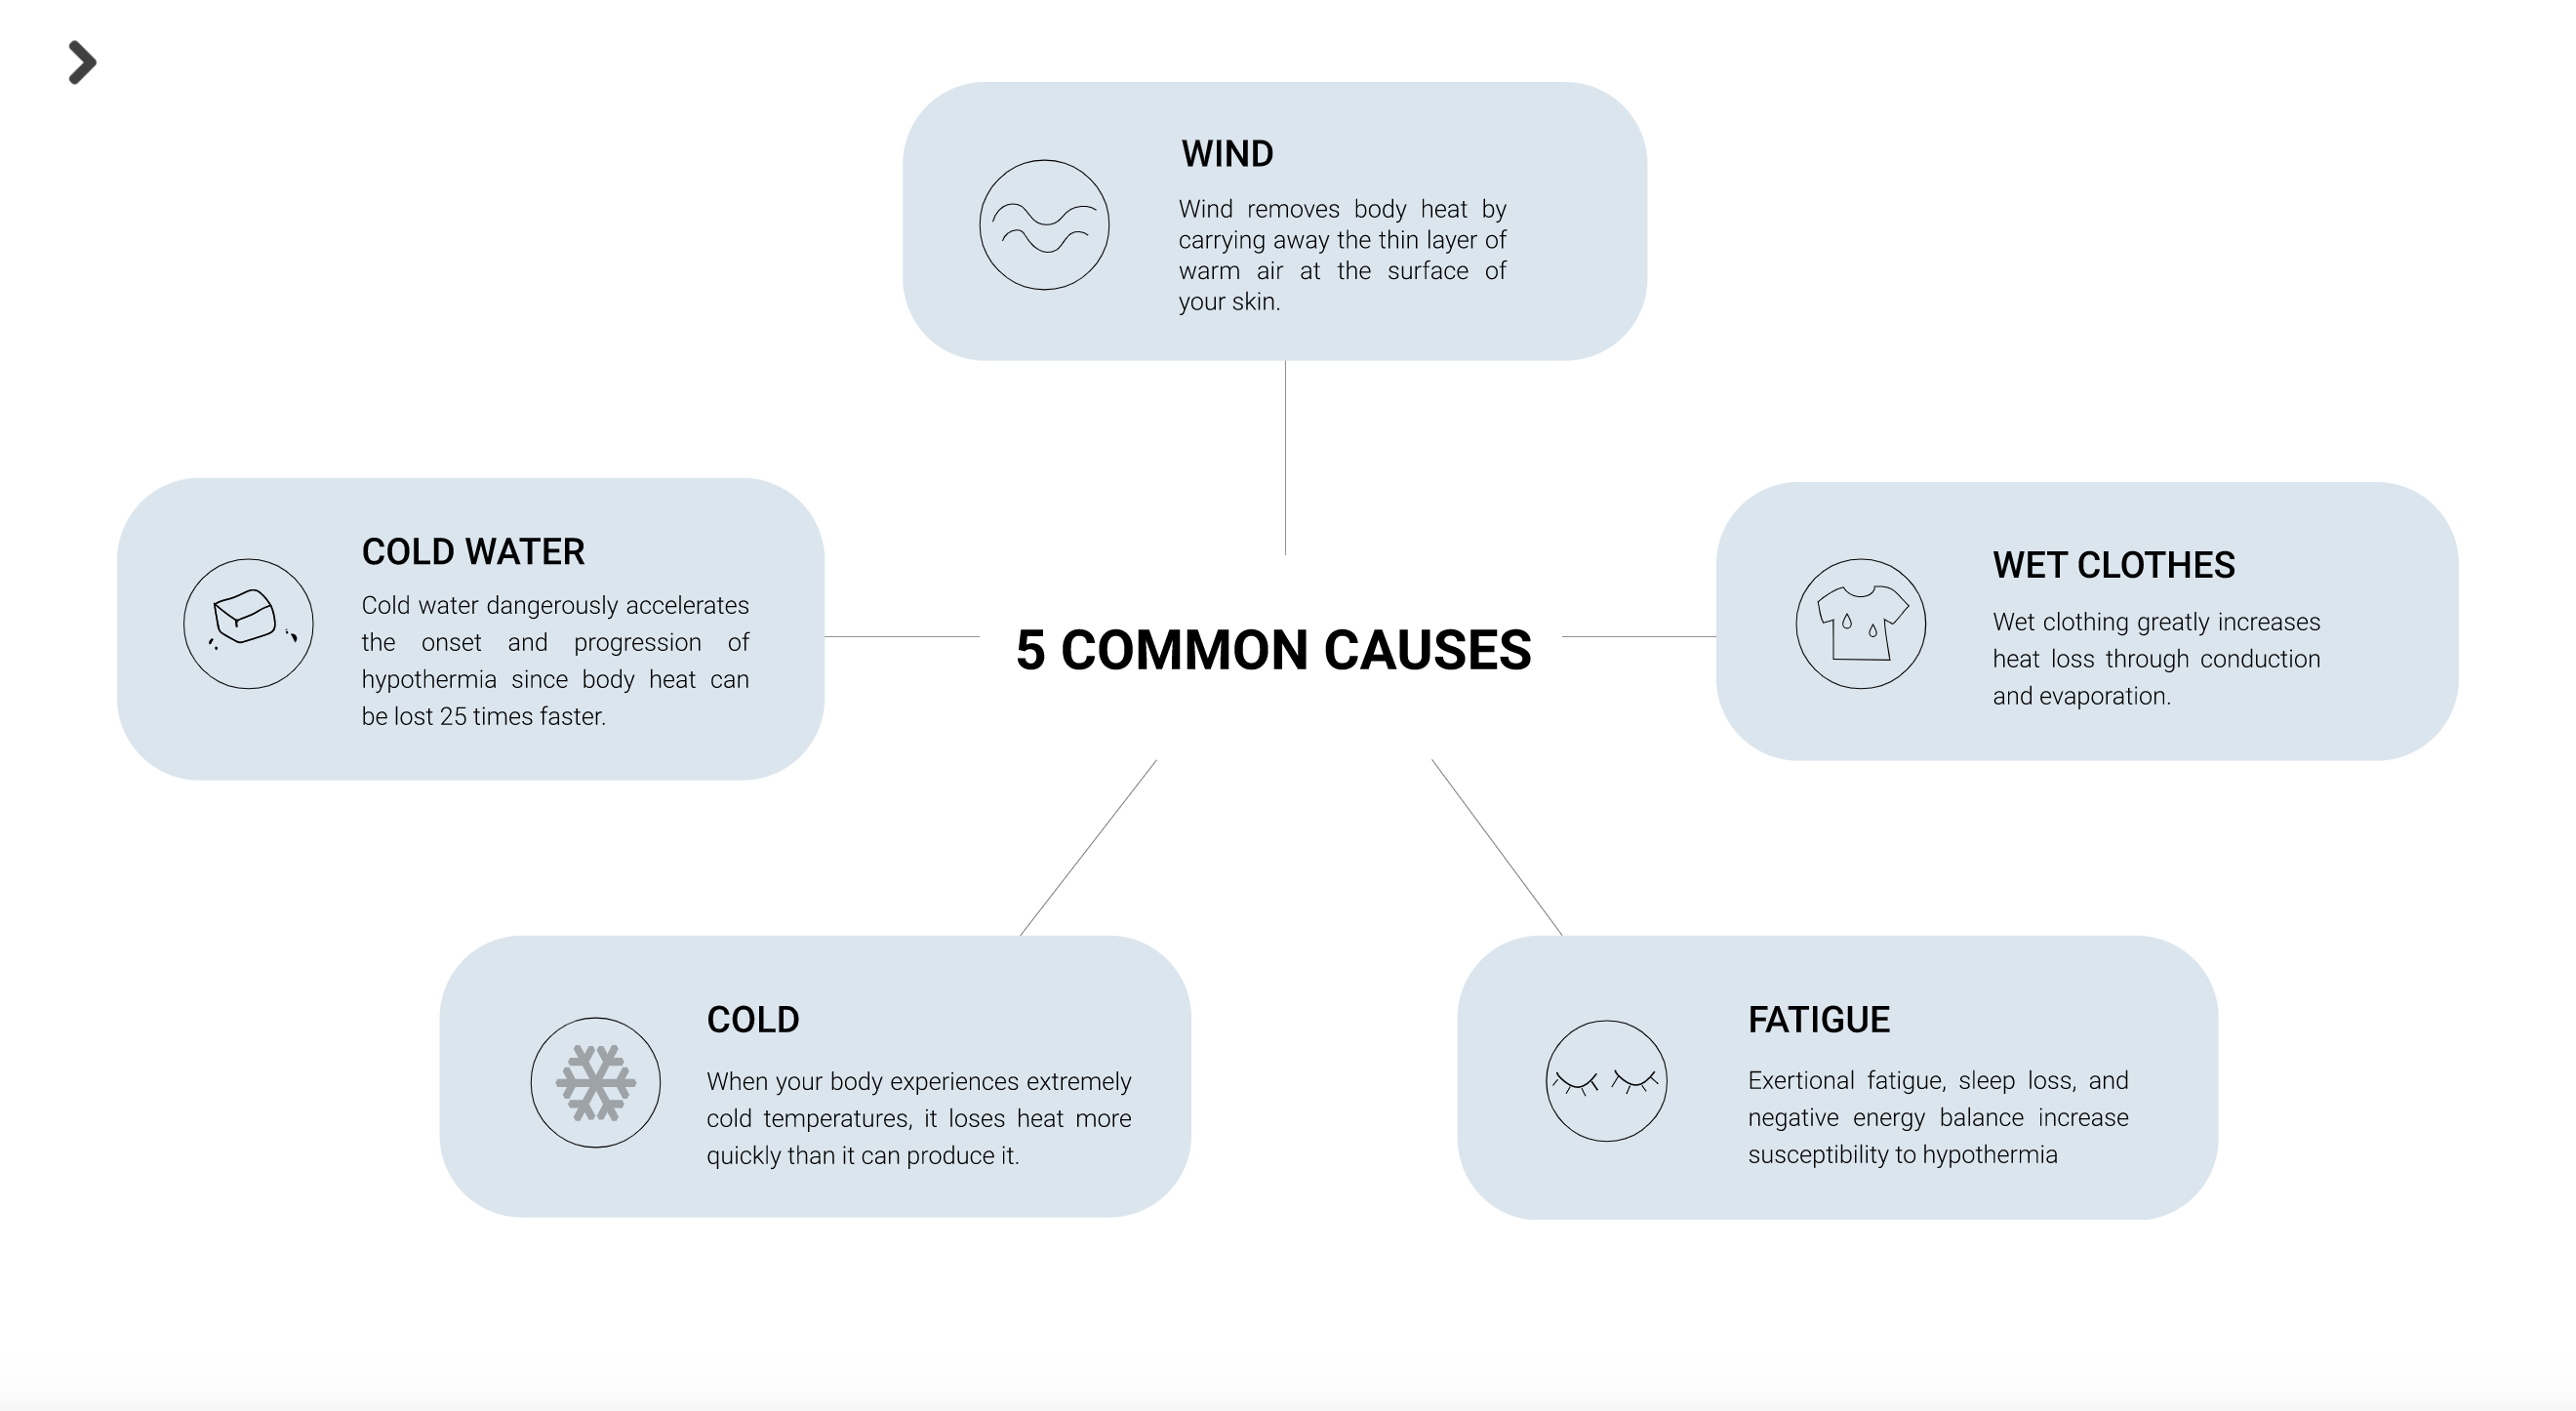 WIND
Wind removes body heat by
carrying away the thin layer of
warm air at the surface of
your skin.
COLD WATER
Cold water dangerously accelerates
the onset and progression of
hypothermia since body heat can
be lost 25 times faster.
5 COMMON CAUSES
WET CLOTHES
Wet clothing greatly increases
heat loss through conduction
and evaporation.
COLD
When your body experiences extremely
cold temperatures, it loses heat more
quickly than it can produce it.
FATIGUE
Exertional fatigue, sleep loss, and
negative energy balance increase
susceptibility to hypothermia